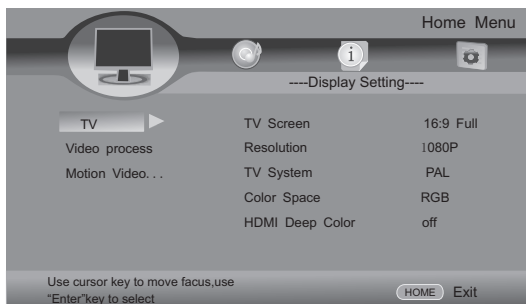 Home Menu
----Display Setting----
TV
Video process
Motion Video. . .
TV Screen 16:9 Full
Resolution 1080P
TV System PAL
Color Space RGB
HDMI Deep Color off
Use cursor key to move facus,use
“Enter”key to select
HOME Exit